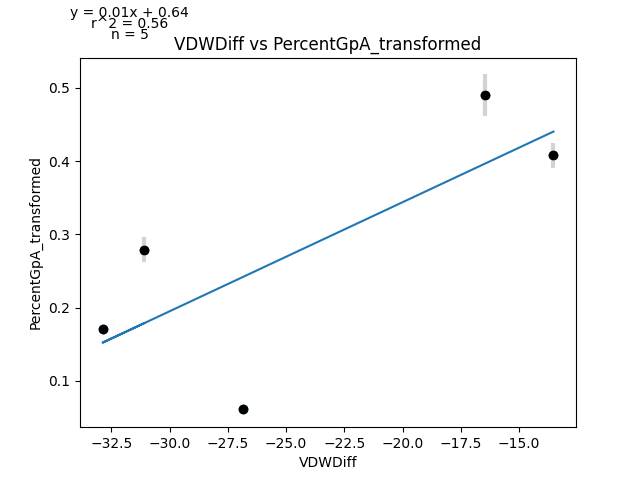 y = 0.01x + 0.64
r^2 = 0.56
n = 5
VDWDiff vs PercentGpA_transformed
PercentGpA_transformed
0.5
0.4
0.3
0.2
0.1
−32.5 −30.0 −27.5 −25.0 −22.5 −20.0 −17.5 −15.0
VDWDiff